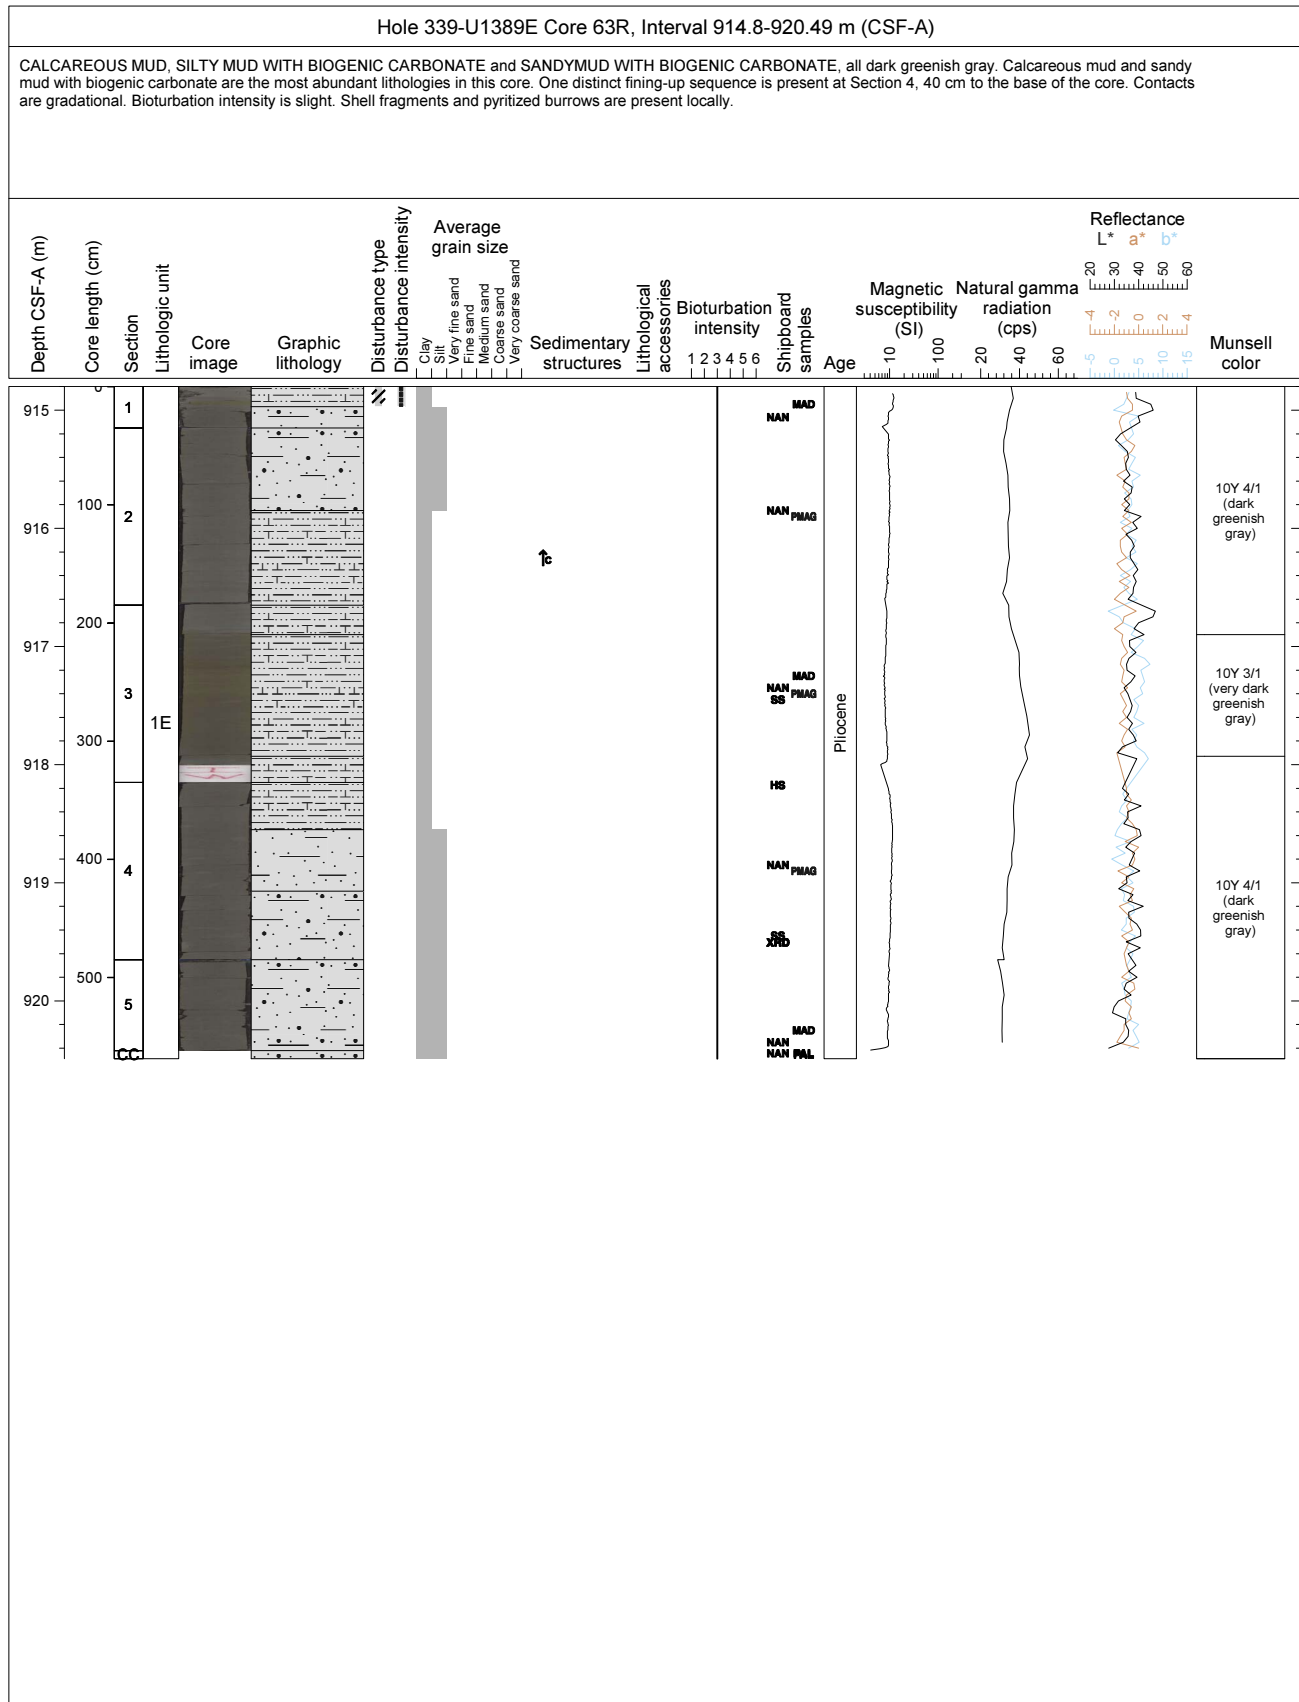 Hole 339-U1389E Core 63R, Interval 914.8-920.49 m (CSF-A)
CALCAREOUS MUD, SILTY MUD WITH BIOGENIC CARBONATE and SANDYMUD WITH BIOGENIC CARBONATE, all dark greenish gray. Calcareous mud and sandy
mud with biogenic carbonate are the most abundant lithologies in this core. One distinct fining-up sequence is present at Section 4, 40 cm to the base of the core. Contacts
are gradational. Bioturbation intensity is slight. Shell fragments and pyritized burrows are present locally.
Depth CSF-A (m)
Core length (cm)
Section
Lithologic unit
Core
image
Graphic
lithology
Disturbance type
Disturbance intensity
Average
grain size
Clay
Silt
Very fine sand
Fine sand
Medium sand
Coarse sand
Very coarse sand
Sedimentary
structures
Lithological
accessories
Bioturbation
intensity
1 2 3 4 5 6
Shipboard
samples
Age
Magnetic
susceptibility
(SI)
10 100
Natural gamma
radiation
(cps)
20 40 60
Reflectance
L* a* b*
20 30 40 50 60
-4 -2 0 2 4
-5 0 5 10 15
Munsell
color
915
916
917
918
919
920
0
100
200
300
400
500
1
2
3
4
5
CC
1E
c
MAD
NAN
NAN PMAG
MAD
NAN PMAG
SS
HS
NAN PMAG
SS
XRD
MAD
NAN
NAN PAL
Pliocene
10Y 4/1
(dark
greenish
gray)
10Y 3/1
(very dark
greenish
gray)
10Y 4/1
(dark
greenish
gray)